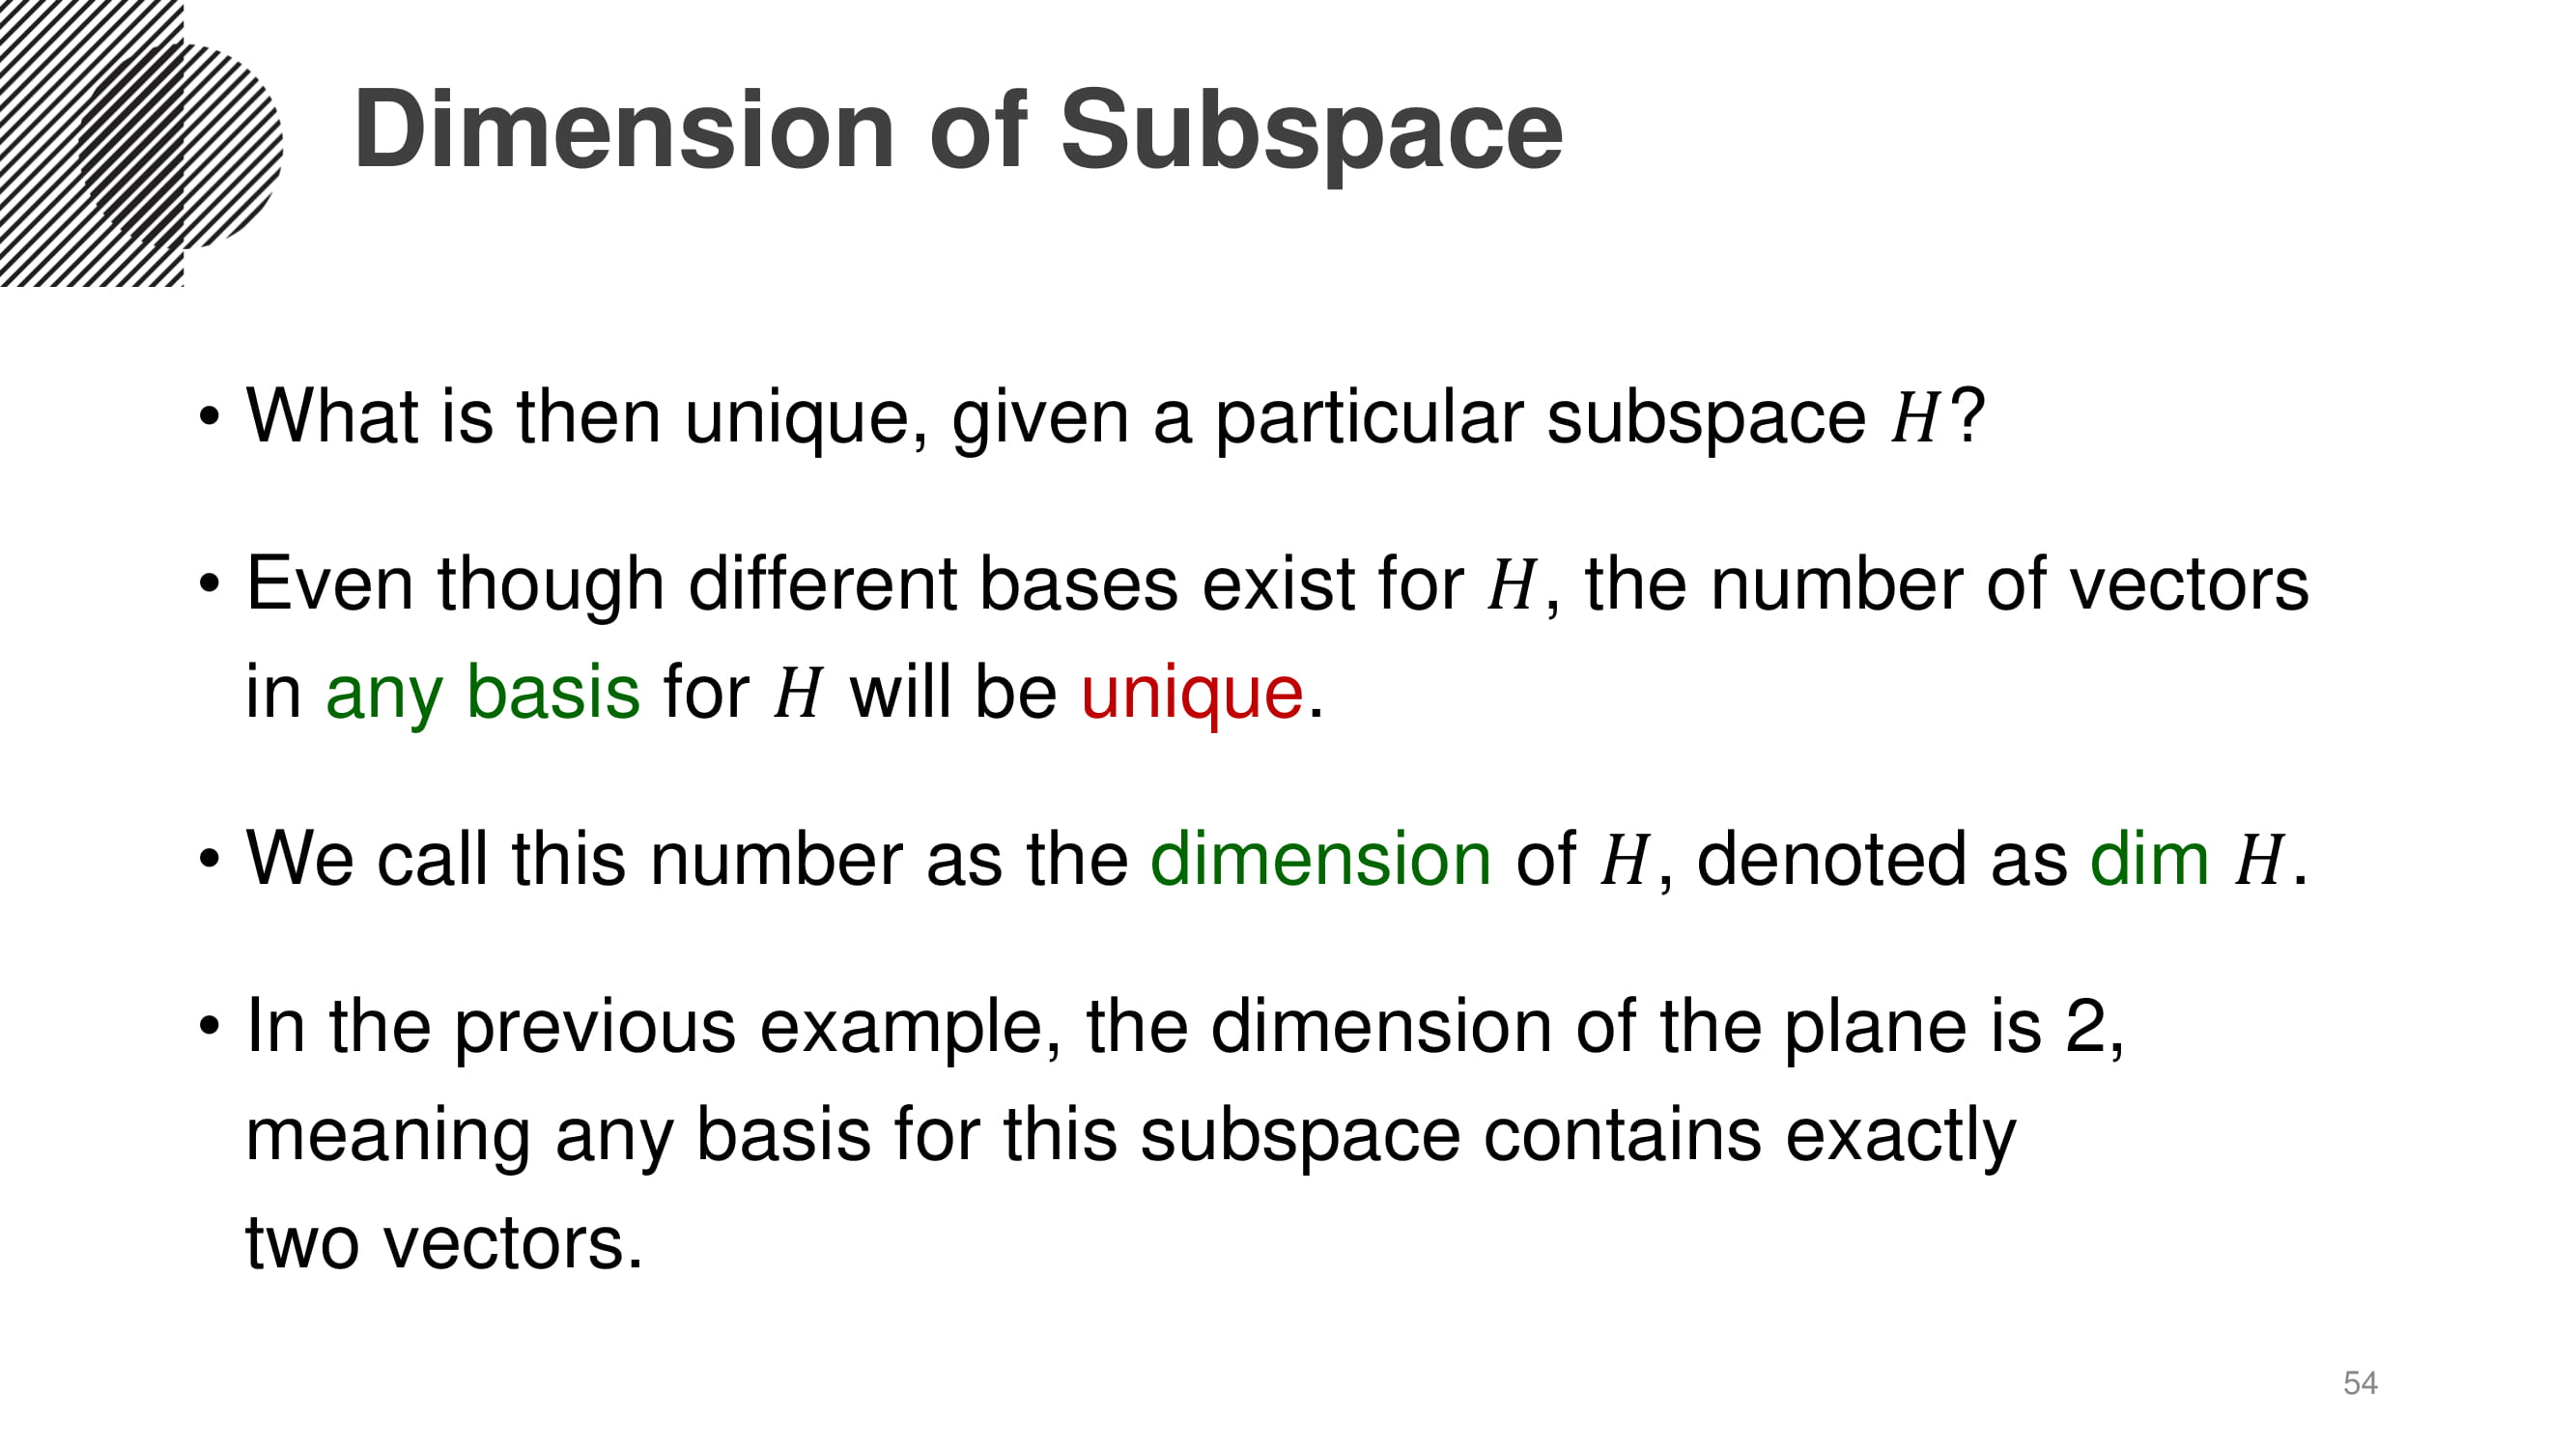 Dimension of Subspace
• What is then unique, given a particular subspace H?
• Even though different bases exist for H, the number of vectors
in any basis for H will be unique.
• We call this number as the dimension of H, denoted as dim H.
• In the previous example, the dimension of the plane is 2,
meaning any basis for this subspace contains exactly
two vectors.
54